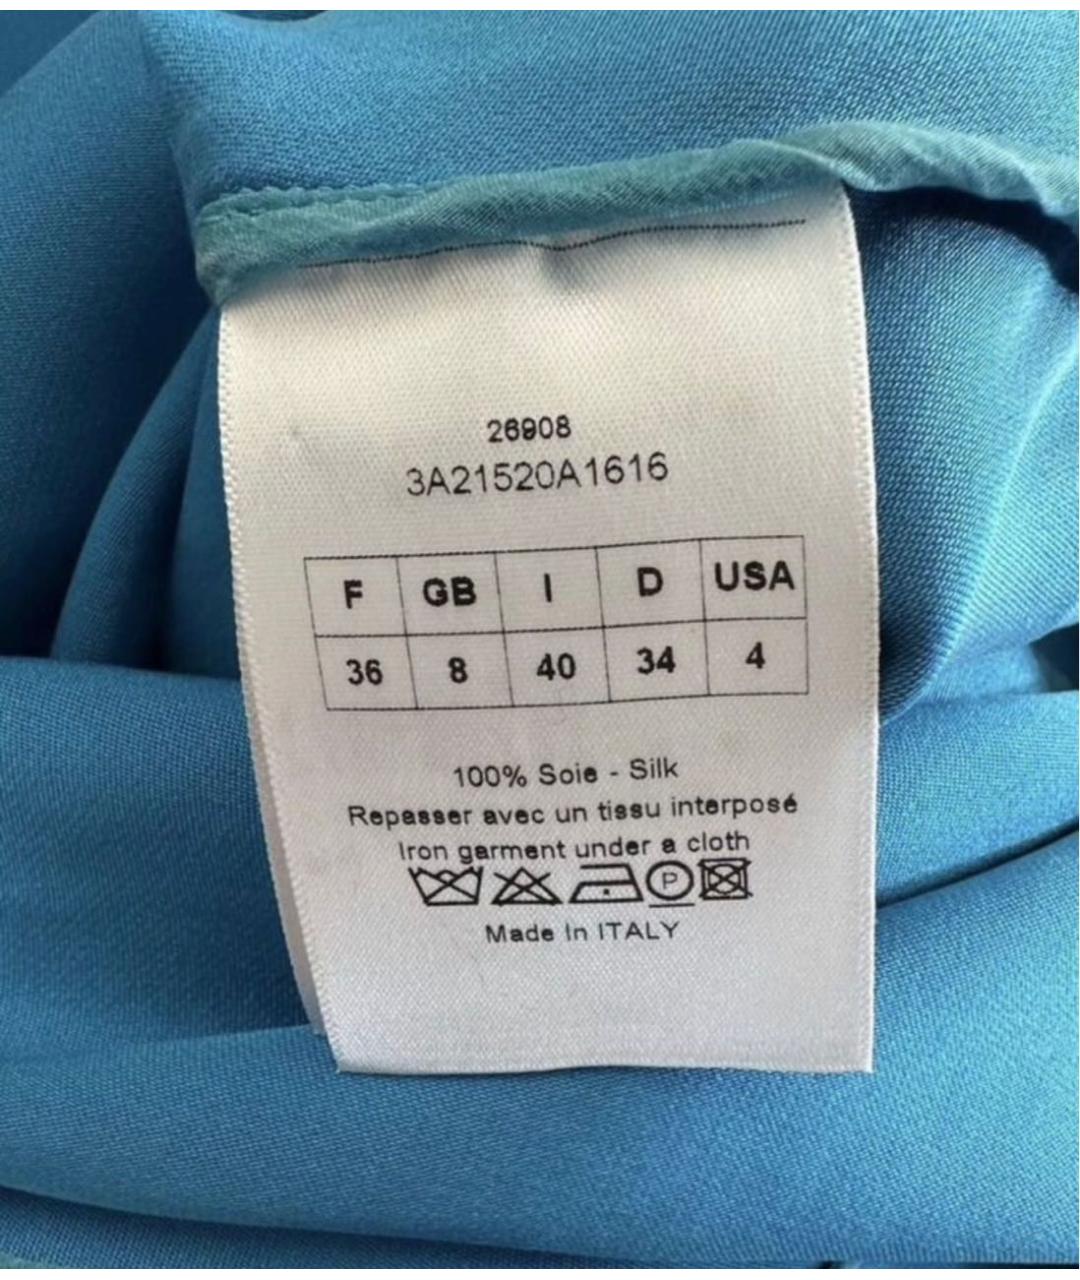 26908
3A21520A1616
F GB I D USA
36 8 40 34 4
100% Soie - Silk
Repasser avec un tissu interposé
Iron garment under a cloth
P
Made in ITALY